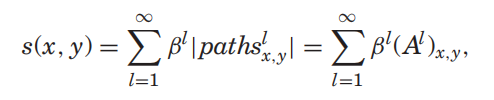 s(x, y) = ∑_{l=1}^{∞} β^l |paths^l_{x,y}| = ∑_{l=1}^{∞} β^l (A^l)_{x,y},